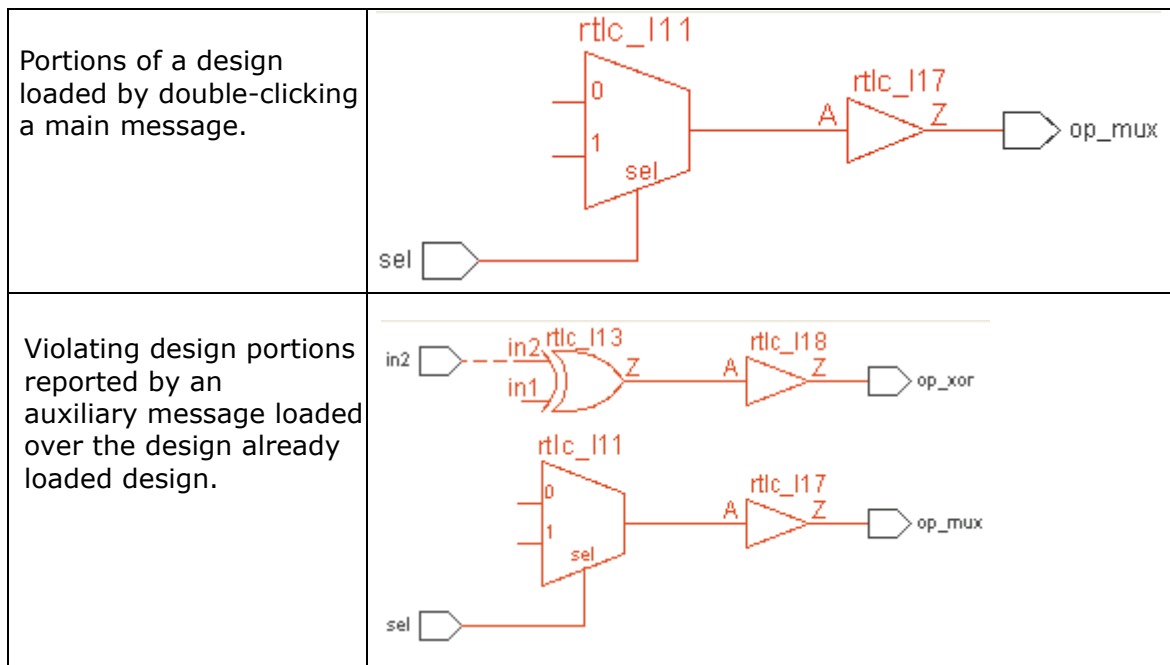 Portions of a design
loaded by double-clicking
a main message.
rtlc_I11
0
1
sel
rtlc_I17
A
Z
op_mux
sel
Violating design portions
reported by an
auxiliary message loaded
over the design already
loaded design.
in2
in2
rtlc_I13
in1
Z
rtlc_I18
A
Z
op_xor
rtlc_I11
0
1
sel
rtlc_I17
A
Z
op_mux
sel